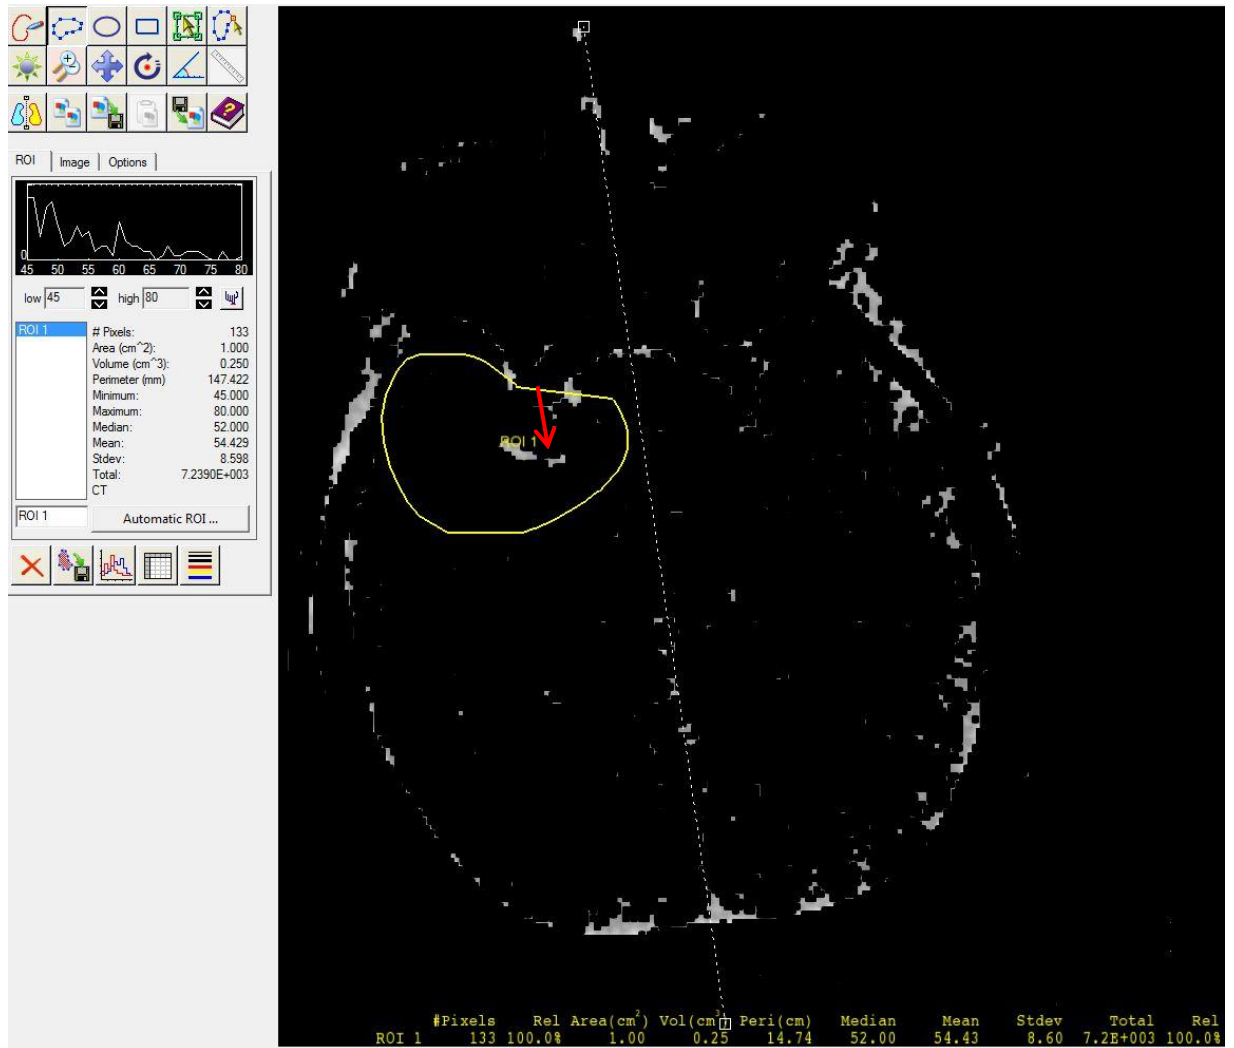 ROI Image Options
0
45 50 55 60 65 70 75 80
low 45 high 80
ROI 1
# Pixels: 133
Area (cm^2): 1.000
Volume (cm^3): 0.250
Perimeter (mm) 147.422
Minimum: 45.000
Maximum: 80.000
Median: 52.000
Mean: 54.429
Stdev: 8.598
Total: 7.2390E+003
CT
ROI 1 Automatic ROI ...
ROI 1
#Pixels Rel Area(cm²) Vol(cm³) Peri(cm) Median Mean Stdev Total Rel
ROI 1 133 100.0% 1.00 0.25 14.74 52.00 54.43 8.60 7.2E+003 100.0%